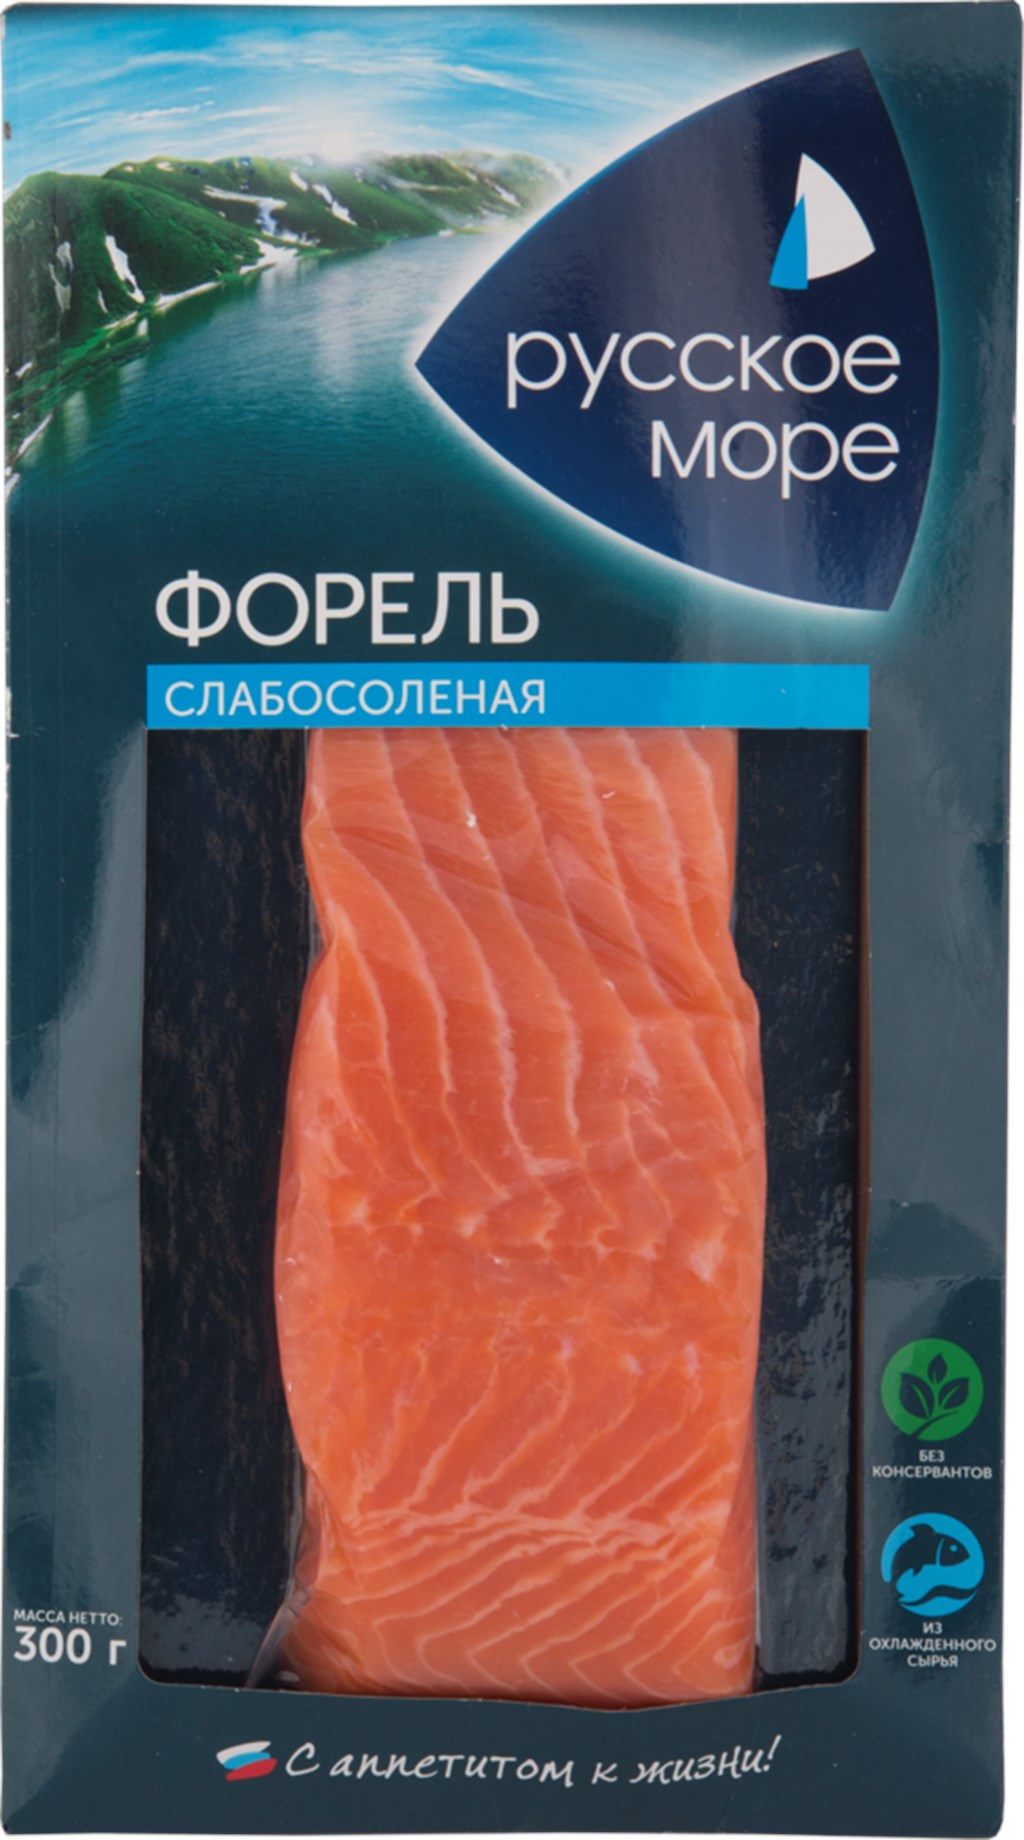 русское
море
ФОРЕЛЬ
СЛАБОСОЛЕНАЯ
БЕЗ
КОНСЕРВАНТОВ
ИЗ
ОХЛАЖДЕННОГО
СЫРЬЯ
МАССА НЕТТО:
300 г
С аппетитом к жизни!